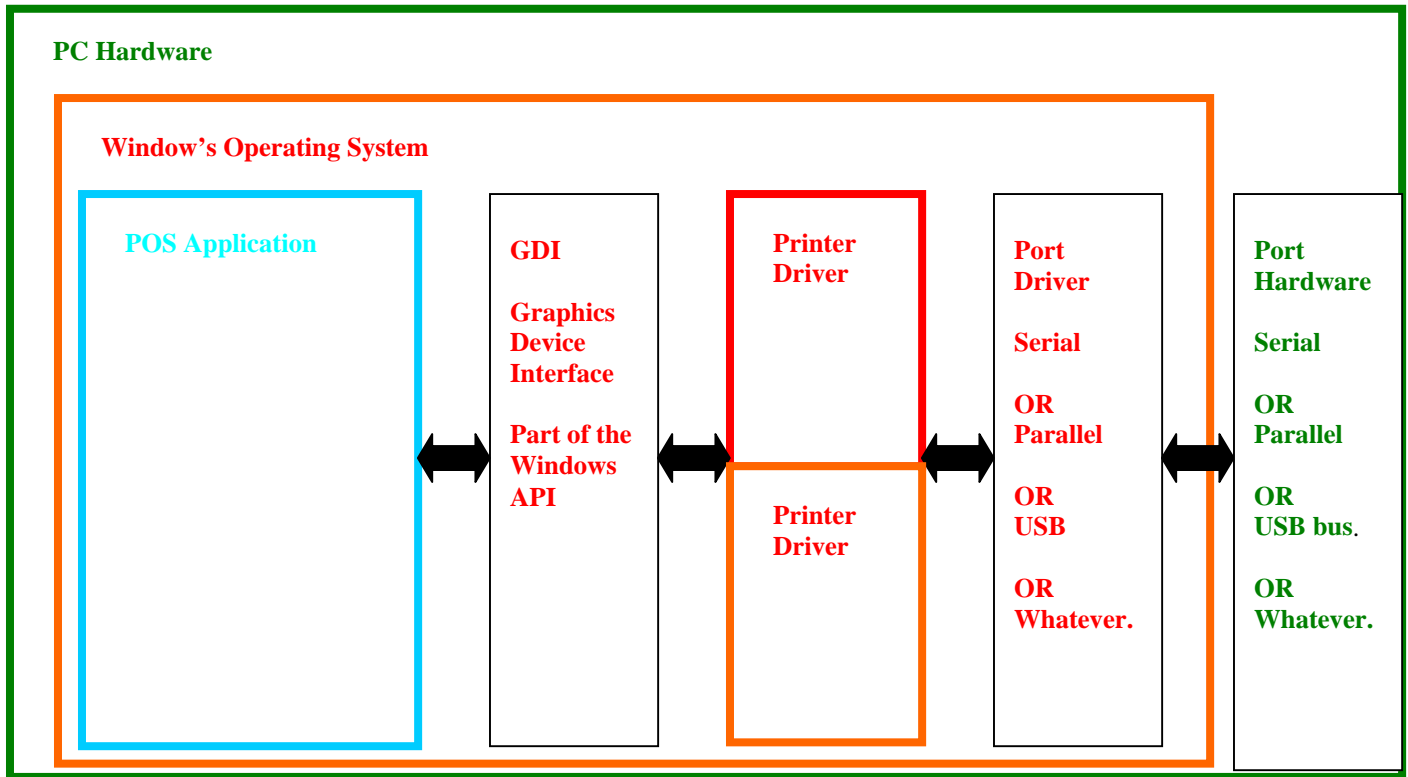 PC Hardware
Window’s Operating System
POS Application
GDI
Graphics
Device
Interface
Part of the
Windows
API
Printer
Driver
Printer
Driver
Port
Driver
Serial
OR
Parallel
OR
USB
OR
Whatever.
Port
Hardware
Serial
OR
Parallel
OR
USB bus.
OR
Whatever.